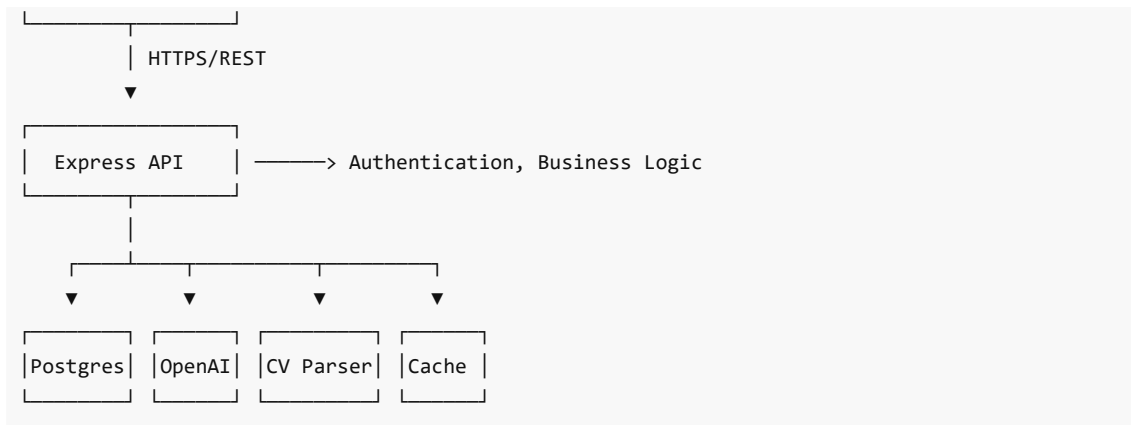 HTTPS/REST
Express API ──────> Authentication, Business Logic
Postgres OpenAI CV Parser Cache